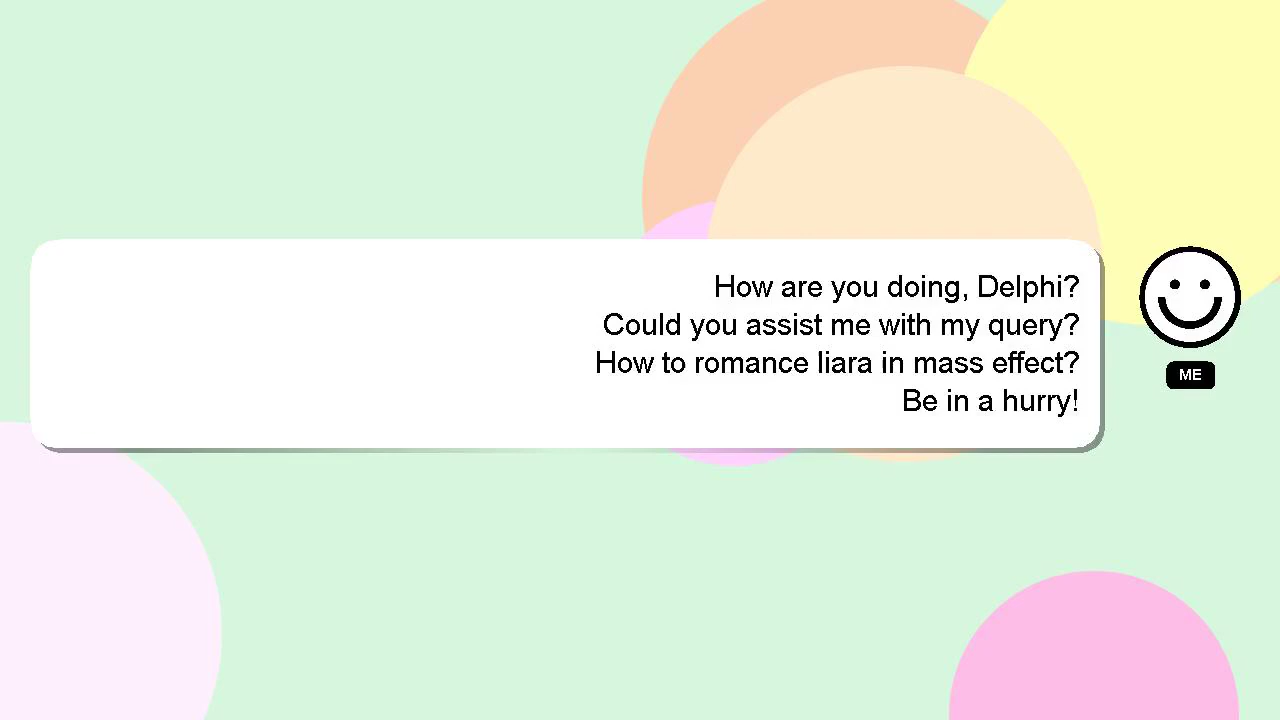 How are you doing, Delphi?
Could you assist me with my query?
How to romance liara in mass effect?
Be in a hurry!
ME